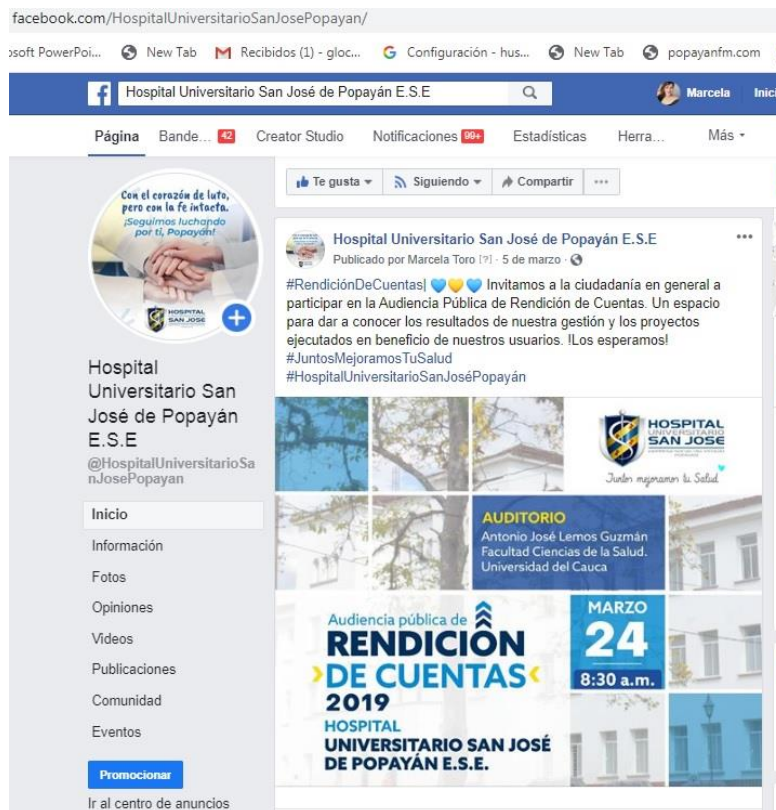 facebook.com/HospitalUniversitarioSanJosePopayan/
osoft PowerPoi... New Tab Recibidos (1) - gloc... Configuración - hus... New Tab popayanfm.com
Hospital Universitario San José de Popayán E.S.E Marcela Inici
Página Bande... 42 Creator Studio Notificaciones 99+ Estadísticas Herra... Más
Con el corazón de luto,
pero con la fe intacta.
¡Seguimos luchando
por ti, Popayán!
HOSPITAL
SAN JOSE
Hospital
Universitario San
José de Popayán
E.S.E
@HospitalUniversitarioSa
nJosePopayan
Inicio
Información
Fotos
Opiniones
Videos
Publicaciones
Comunidad
Eventos
Promocionar
Ir al centro de anuncios
Te gusta Siguiendo Compartir ...
Hospital Universitario San José de Popayán E.S.E ...
Publicado por Marcela Toro [?] · 5 de marzo ·
#RendiciónDeCuentas| 💙💛💙 Invitamos a la ciudadanía en general a
participar en la Audiencia Pública de Rendición de Cuentas. Un espacio
para dar a conocer los resultados de nuestra gestión y los proyectos
ejecutados en beneficio de nuestros usuarios. !Los esperamos!
#JuntosMejoramosTuSalud
#HospitalUniversitarioSanJoséPopayán
HOSPITAL
UNIVERSITARIO
SAN JOSE
Juntos mejoramos tu Salud
AUDITORIO
Antonio José Lemos Guzmán
Facultad Ciencias de la Salud.
Universidad del Cauca
Audiencia pública de
RENDICIÓN
DE CUENTAS
2019
HOSPITAL
UNIVERSITARIO SAN JOSÉ
DE POPAYÁN E.S.E.
MARZO
24
8:30 a.m.